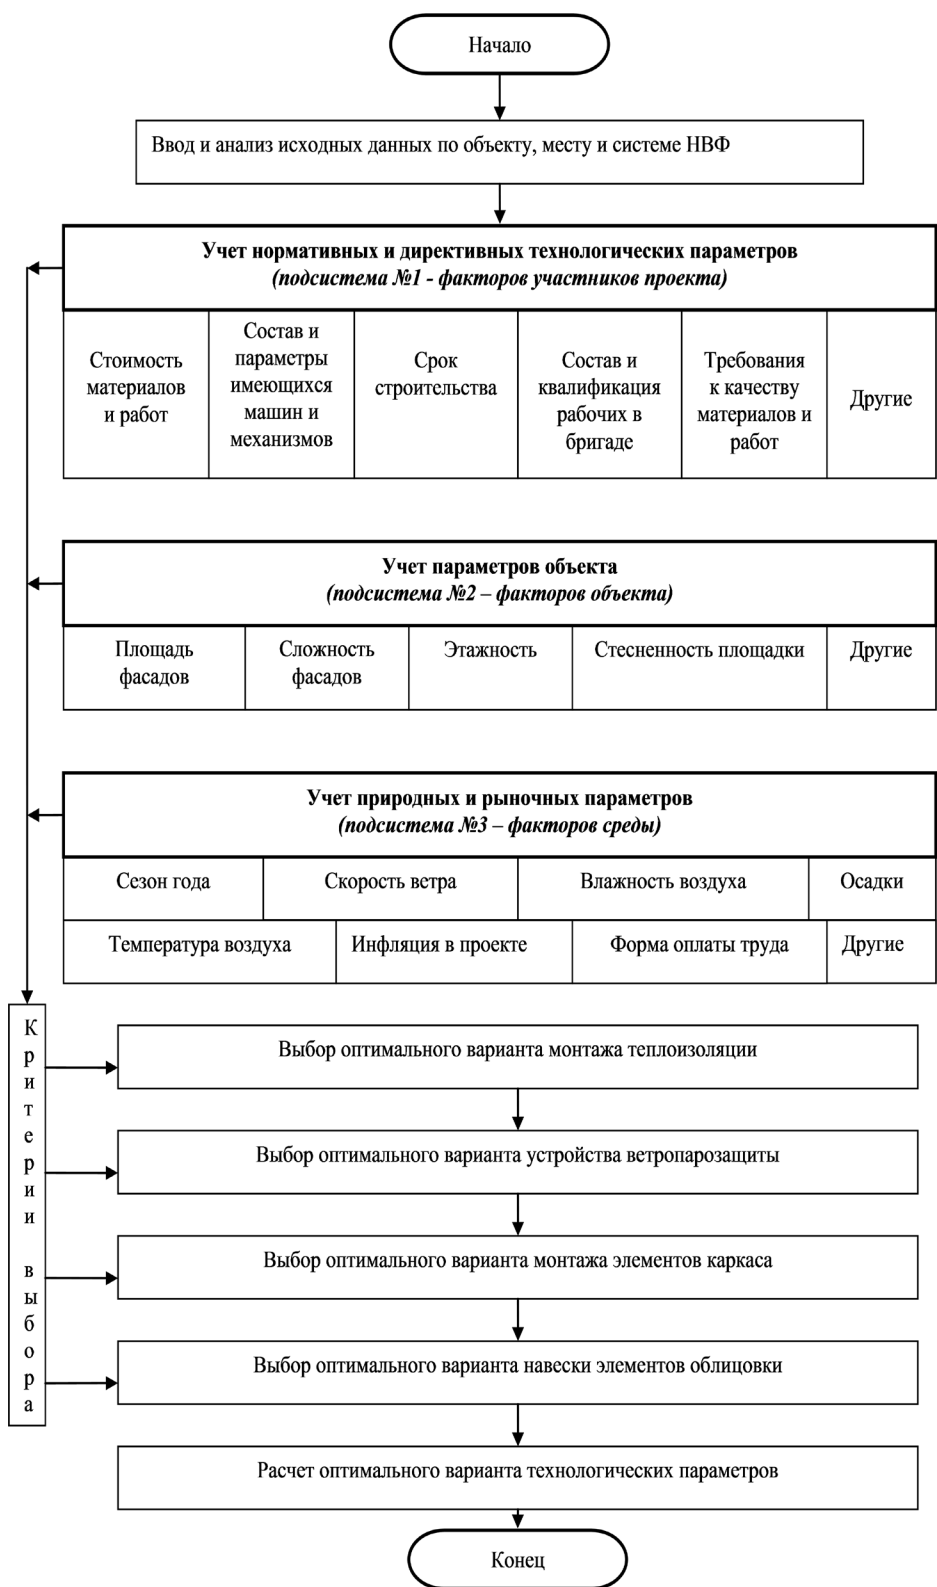 Начало
Ввод и анализ исходных данных по объекту, месту и системе НВФ
Учет нормативных и директивных технологических параметров
(подсистема №1 - факторов участников проекта)
Стоимость
материалов
и работ
Состав и
параметры
имеющихся
машин и
механизмов
Срок
строительства
Состав и
квалификация
рабочих в
бригаде
Требования
к качеству
материалов и
работ
Другие
Учет параметров объекта
(подсистема №2 – факторов объекта)
Площадь
фасадов
Сложность
фасадов
Этажность
Стесненность площадки
Другие
Учет природных и рыночных параметров
(подсистема №3 – факторов среды)
Сезон года
Скорость ветра
Влажность воздуха
Осадки
Температура воздуха
Инфляция в проекте
Форма оплаты труда
Другие
Критерии выбора
Выбор оптимального варианта монтажа теплоизоляции
Выбор оптимального варианта устройства ветропарозащиты
Выбор оптимального варианта монтажа элементов каркаса
Выбор оптимального варианта навески элементов облицовки
Расчет оптимального варианта технологических параметров
Конец